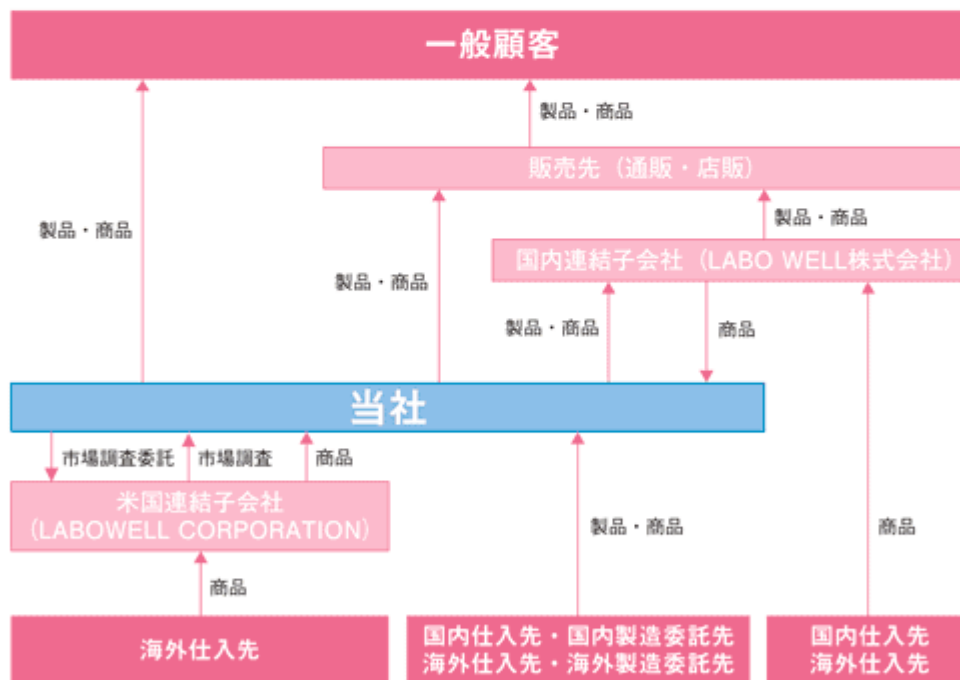 一般顧客
製品・商品
販売先（通販・店販）
製品・商品
製品・商品
国内連結子会社（LABO WELL株式会社）
製品・商品
製品・商品
商品
当社
市場調査委託
市場調査
商品
米国連結子会社
（LABOWELL CORPORATION）
製品・商品
商品
商品
海外仕入先
国内仕入先・国内製造委託先
海外仕入先・海外製造委託先
国内仕入先
海外仕入先